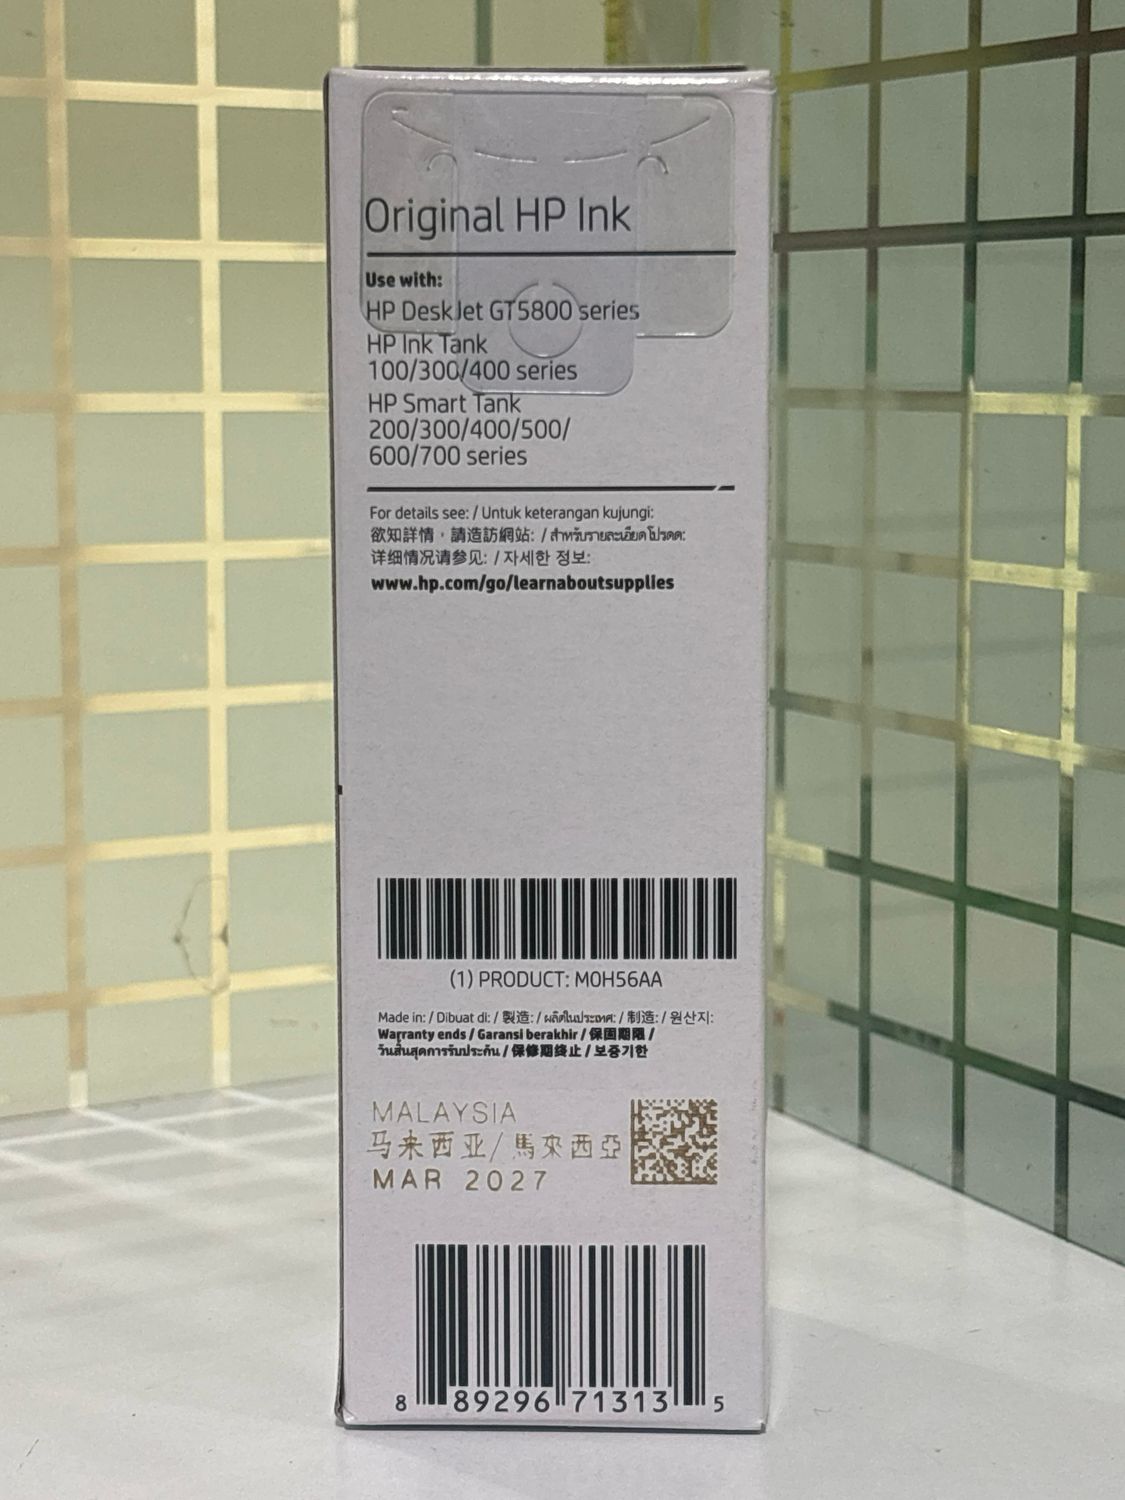 Original HP Ink
Use with:
HP DeskJet GT5800 series
HP Ink Tank
100/300/400 series
HP Smart Tank
200/300/400/500/
600/700 series
For details see: / Untuk keterangan kujungi:
欲知詳情，請造訪網站: / สำหรับรายละเอียดโปรดด:
详细情况请参见: / 자세한 정보:
www.hp.com/go/learnaboutsupplies
(1) PRODUCT: M0H56AA
Made in: / Dibuat di: / 製造: / ผลิตในประเทศ: / 制造: / 원산지:
Warranty ends / Garansi berakhir / 保固期限 /
วันสิ้นสุดการรับประกัน / 保修期终止 / 보증기한
MALAYSIA
马来西亚/馬來西亞
MAR 2027
8 89296 71313 5